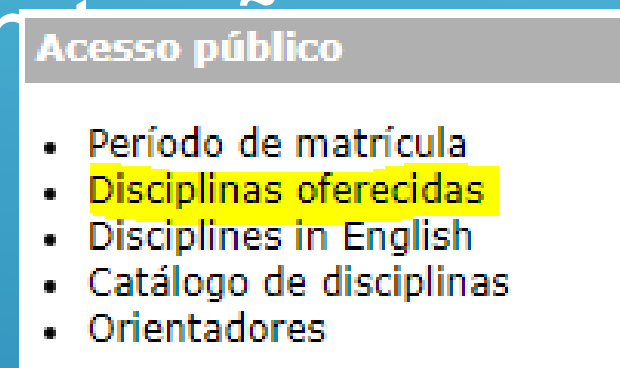 Acesso público
• Período de matrícula
• Disciplinas oferecidas
• Disciplines in English
• Catálogo de disciplinas
• Orientadores